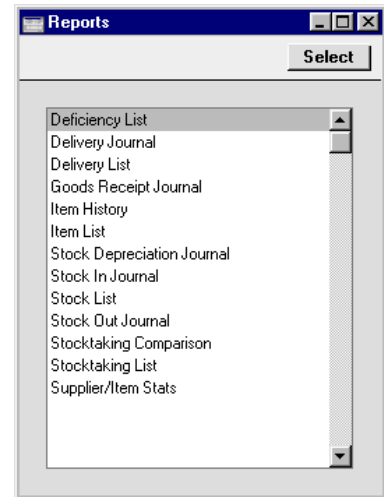 Reports
Select
Deficiency List
Delivery Journal
Delivery List
Goods Receipt Journal
Item History
Item List
Stock Depreciation Journal
Stock In Journal
Stock List
Stock Out Journal
Stocktaking Comparison
Stocktaking List
Supplier/Item Stats